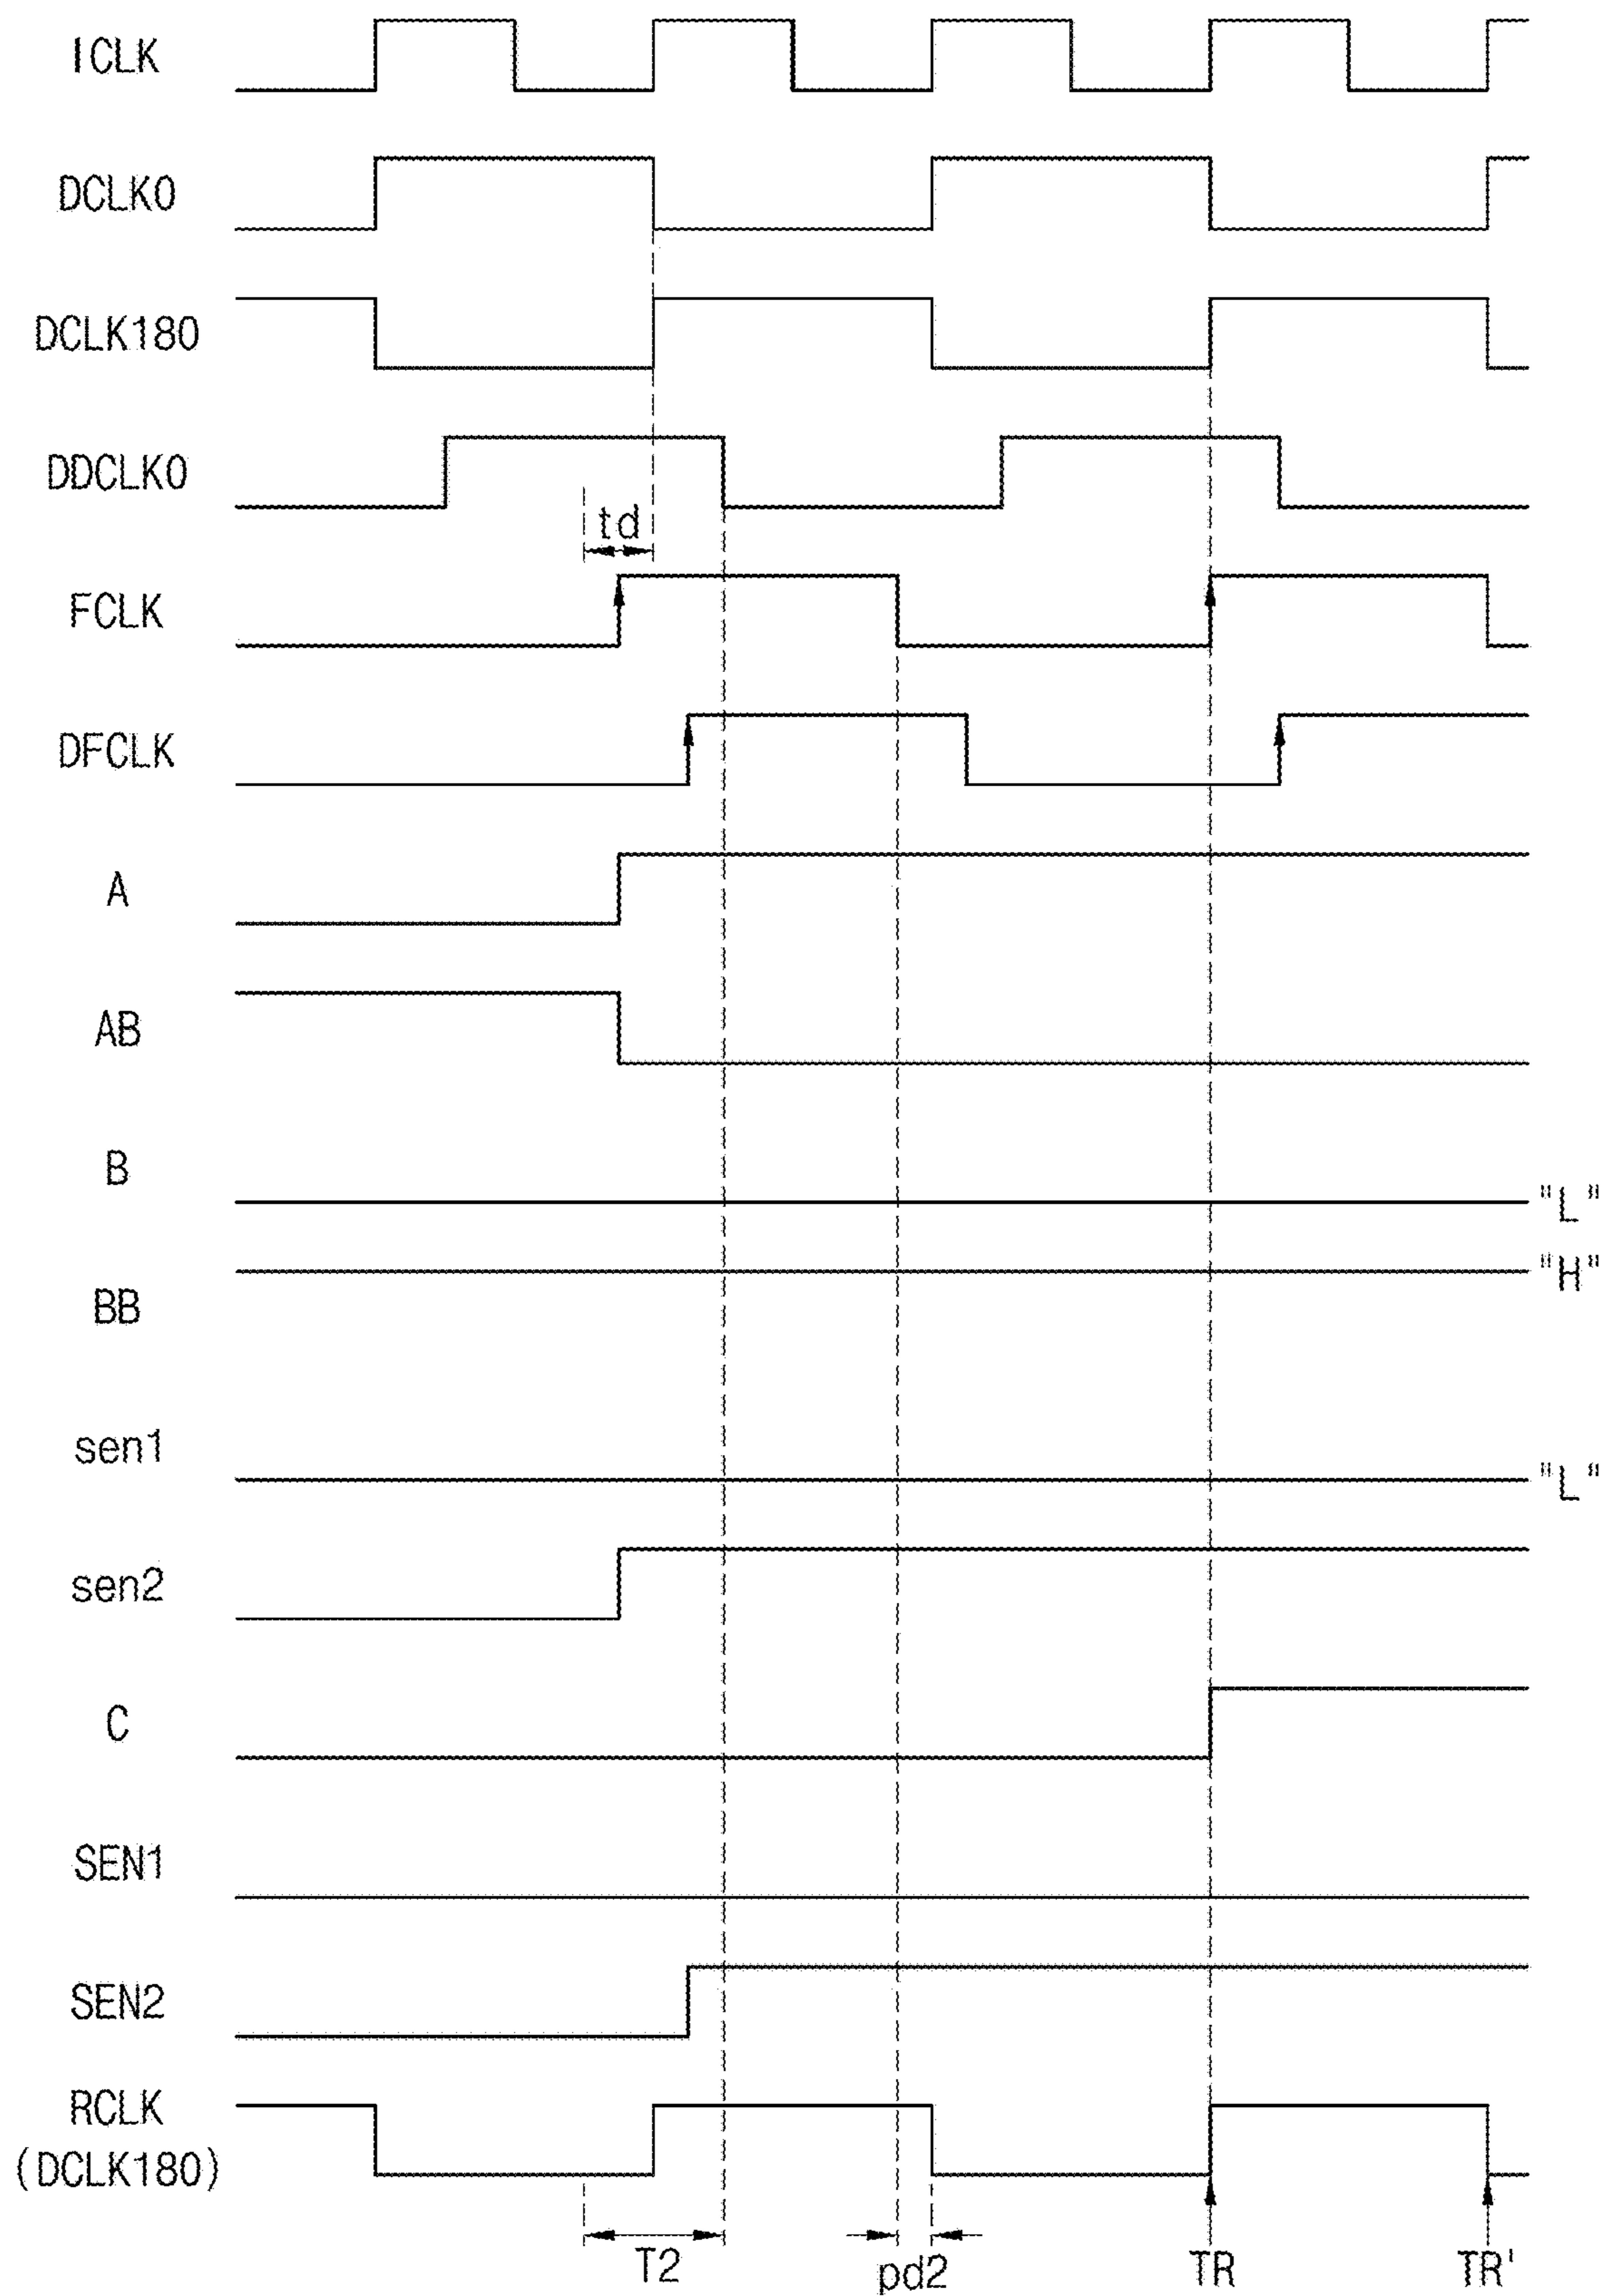 ICLK
DCLK0
DCLK180
DDCLK0
td
FCLK
DFCLK
A
AB
B
"L"
"H"
BB
sen1
"L"
sen2
C
SEN1
SEN2
RCLK
(DCLK180)
T2
pd2
TR
TR'